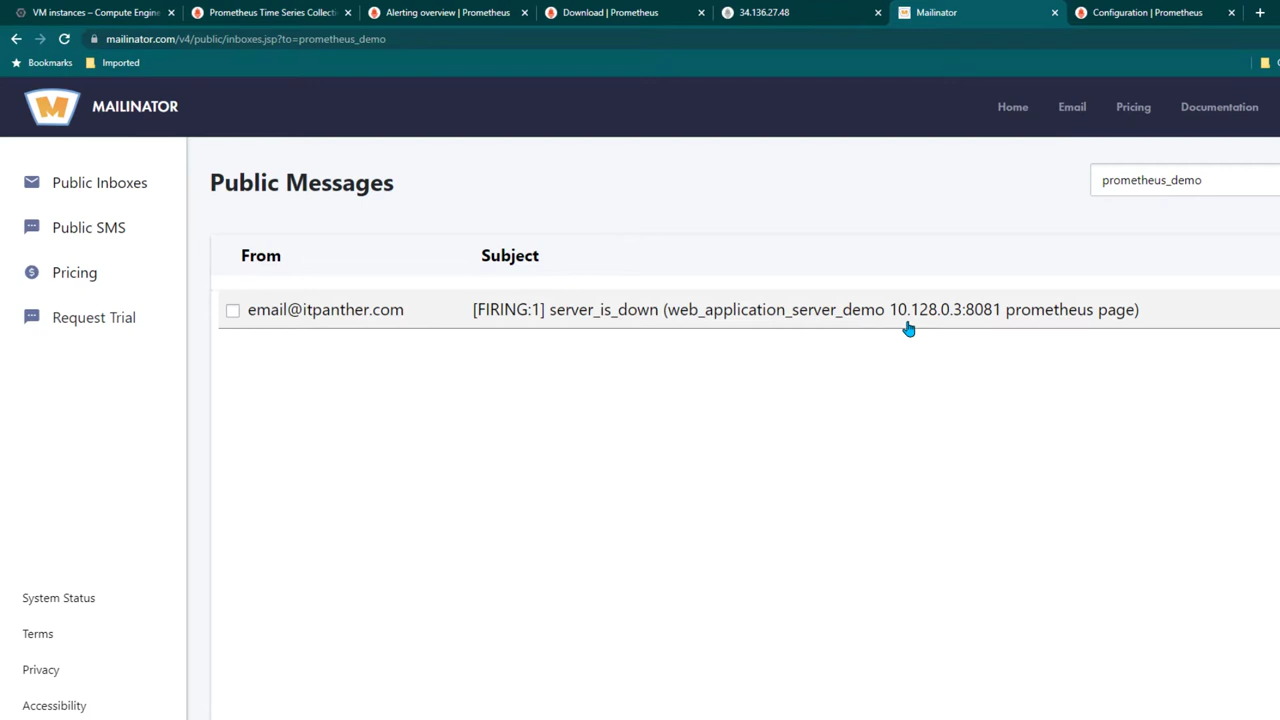 VM instances – Compute Engine
Prometheus Time Series Collecti
Alerting overview | Prometheus
Download | Prometheus
34.136.27.48
Mailinator
Configuration | Prometheus
mailinator.com/v4/public/inboxes.jsp?to=prometheus_demo
Bookmarks
Imported
MAILINATOR
Home
Email
Pricing
Documentation
Public Inboxes
Public SMS
Pricing
Request Trial
Public Messages
prometheus_demo
From
Subject
email@itpanther.com
[FIRING:1] server_is_down (web_application_server_demo 10.128.0.3:8081 prometheus page)
System Status
Terms
Privacy
Accessibility